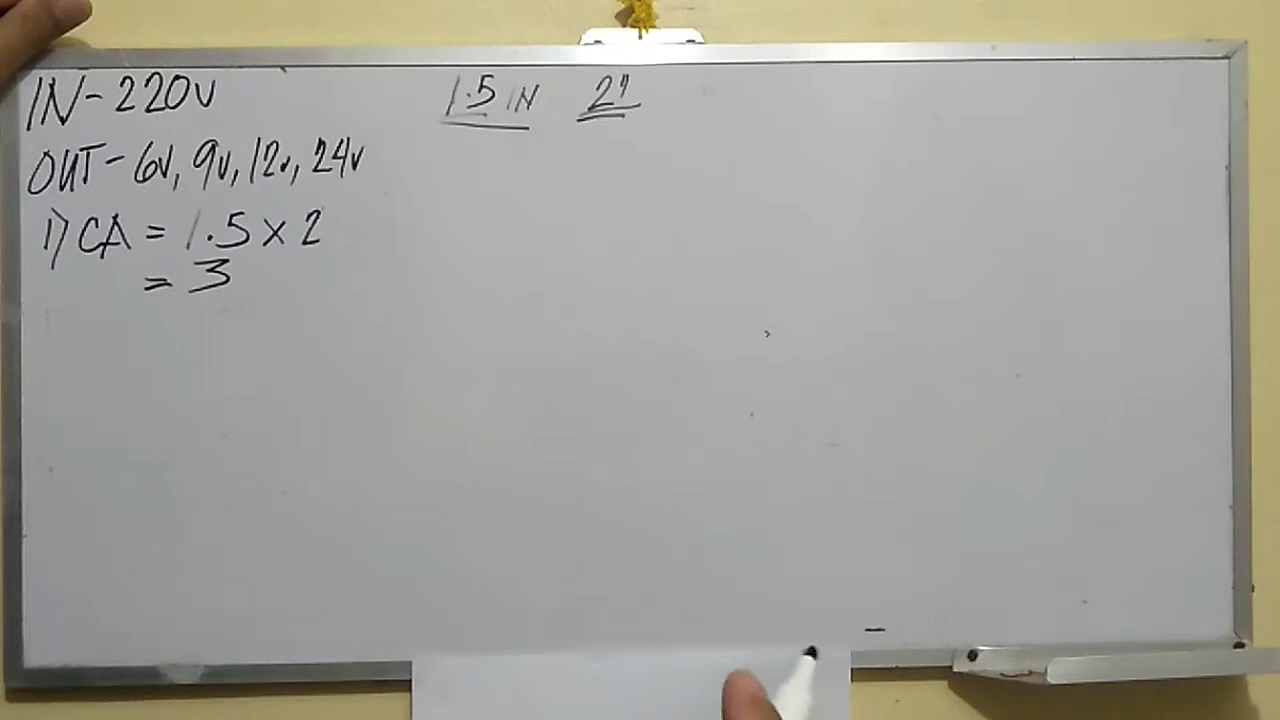 IN-220V
1.5 IN 2"
OUT-6V, 9V, 12V, 24V
1) CA = 1.5 x 2
= 3